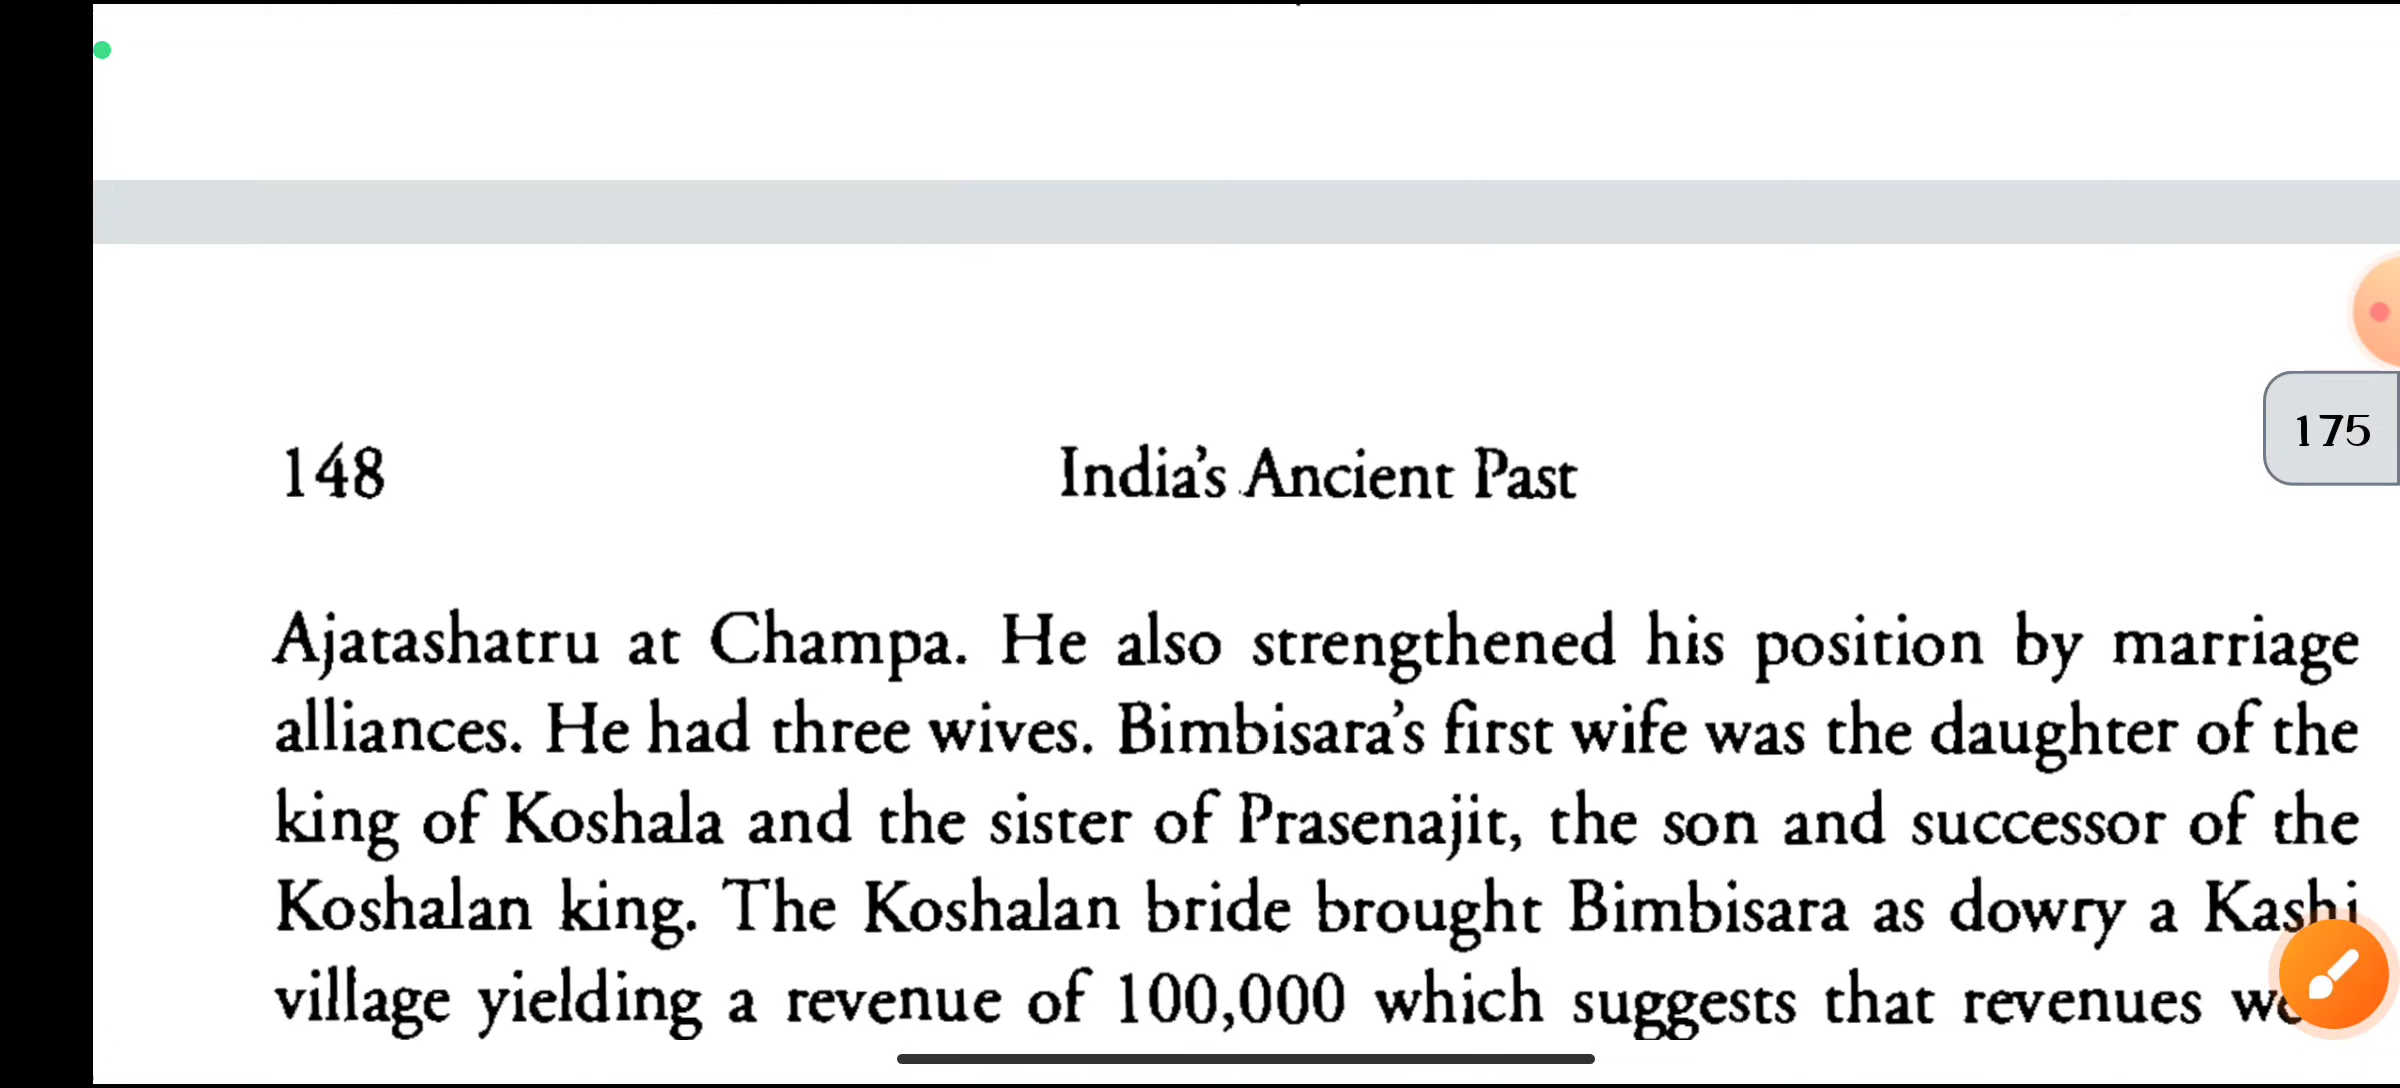 175
148 India's Ancient Past
Ajatashatru at Champa. He also strengthened his position by marriage
alliances. He had three wives. Bimbisara's first wife was the daughter of the
king of Koshala and the sister of Prasenajit, the son and successor of the
Koshalan king. The Koshalan bride brought Bimbisara as dowry a Kashi
village yielding a revenue of 100,000 which suggests that revenues